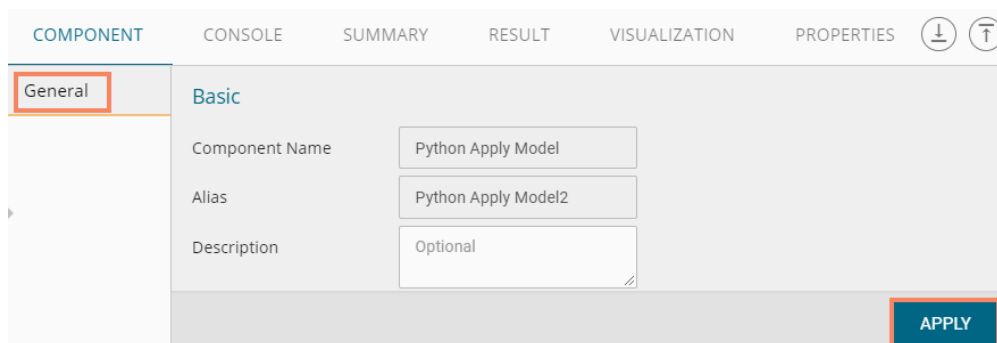 COMPONENT CONSOLE SUMMARY RESULT VISUALIZATION PROPERTIES
General
Basic
Component Name Python Apply Model
Alias Python Apply Model2
Description Optional
APPLY